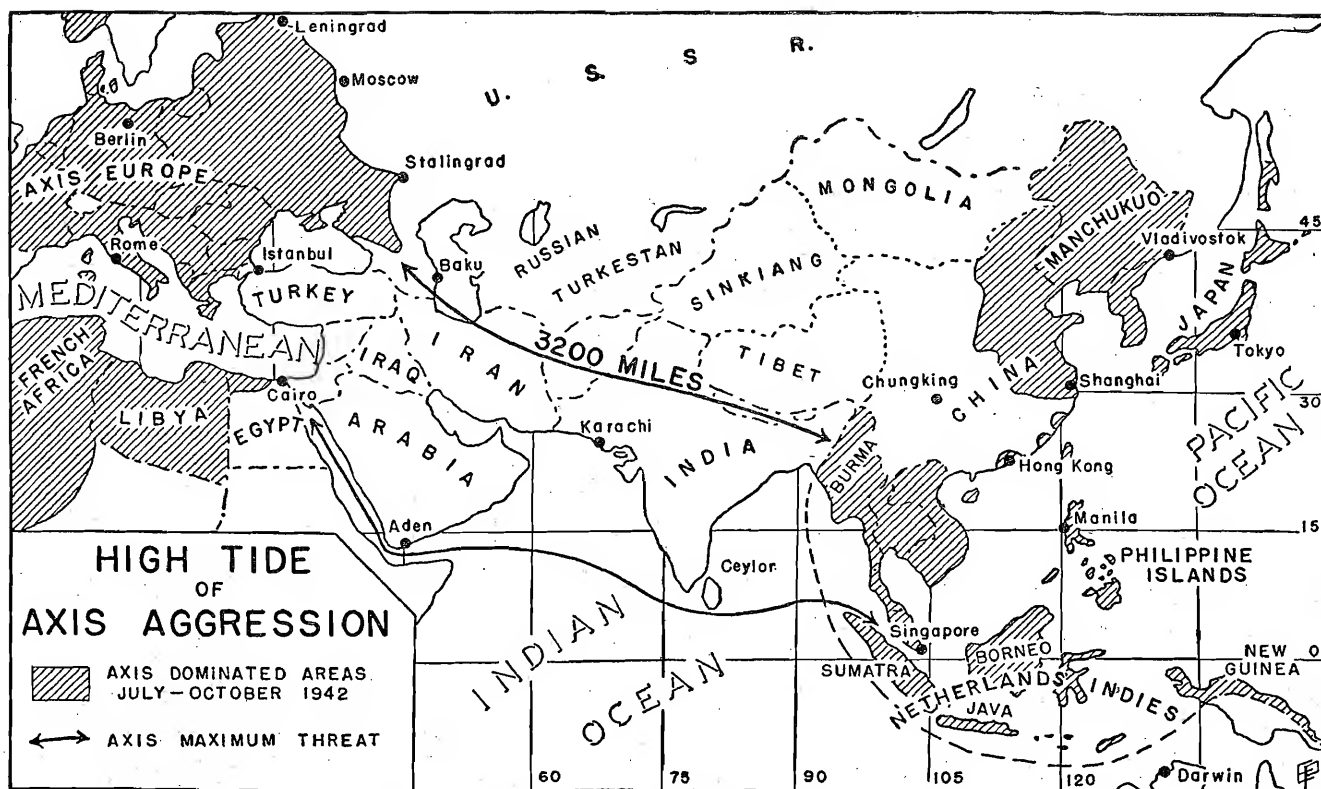 Leningrad
U. S. S. R.
Moscow
Berlin
Stalingrad
AXIS EUROPE
MONGOLIA
MANCHUKUO
45
Rome
Istanbul
Baku
RUSSIAN
TURKESTAN
SINKIANG
Vladivostok
JAPAN
TURKEY
MEDITERRANEAN
FRENCH
AFRICA
IRAQ
IRAN
3200 MILES
TIBET
Tokyo
Chungking
CHINA
Shanghai
30
Cairo
LIBYA
EGYPT
ARABIA
Karachi
INDIA
BURMA
Hong Kong
PACIFIC
OCEAN
Aden
Manila
15
PHILIPPINE
ISLANDS
Ceylor
HIGH TIDE
OF
AXIS AGGRESSION
AXIS DOMINATED AREAS
JULY—OCTOBER 1942
AXIS MAXIMUM THREAT
INDIAN
OCEAN
Singapore
SUMATRA
BORNEO
NEW
GUINEA
0
NETHERLANDS INDIES
JAVA
60
75
90
105
120
Darwin